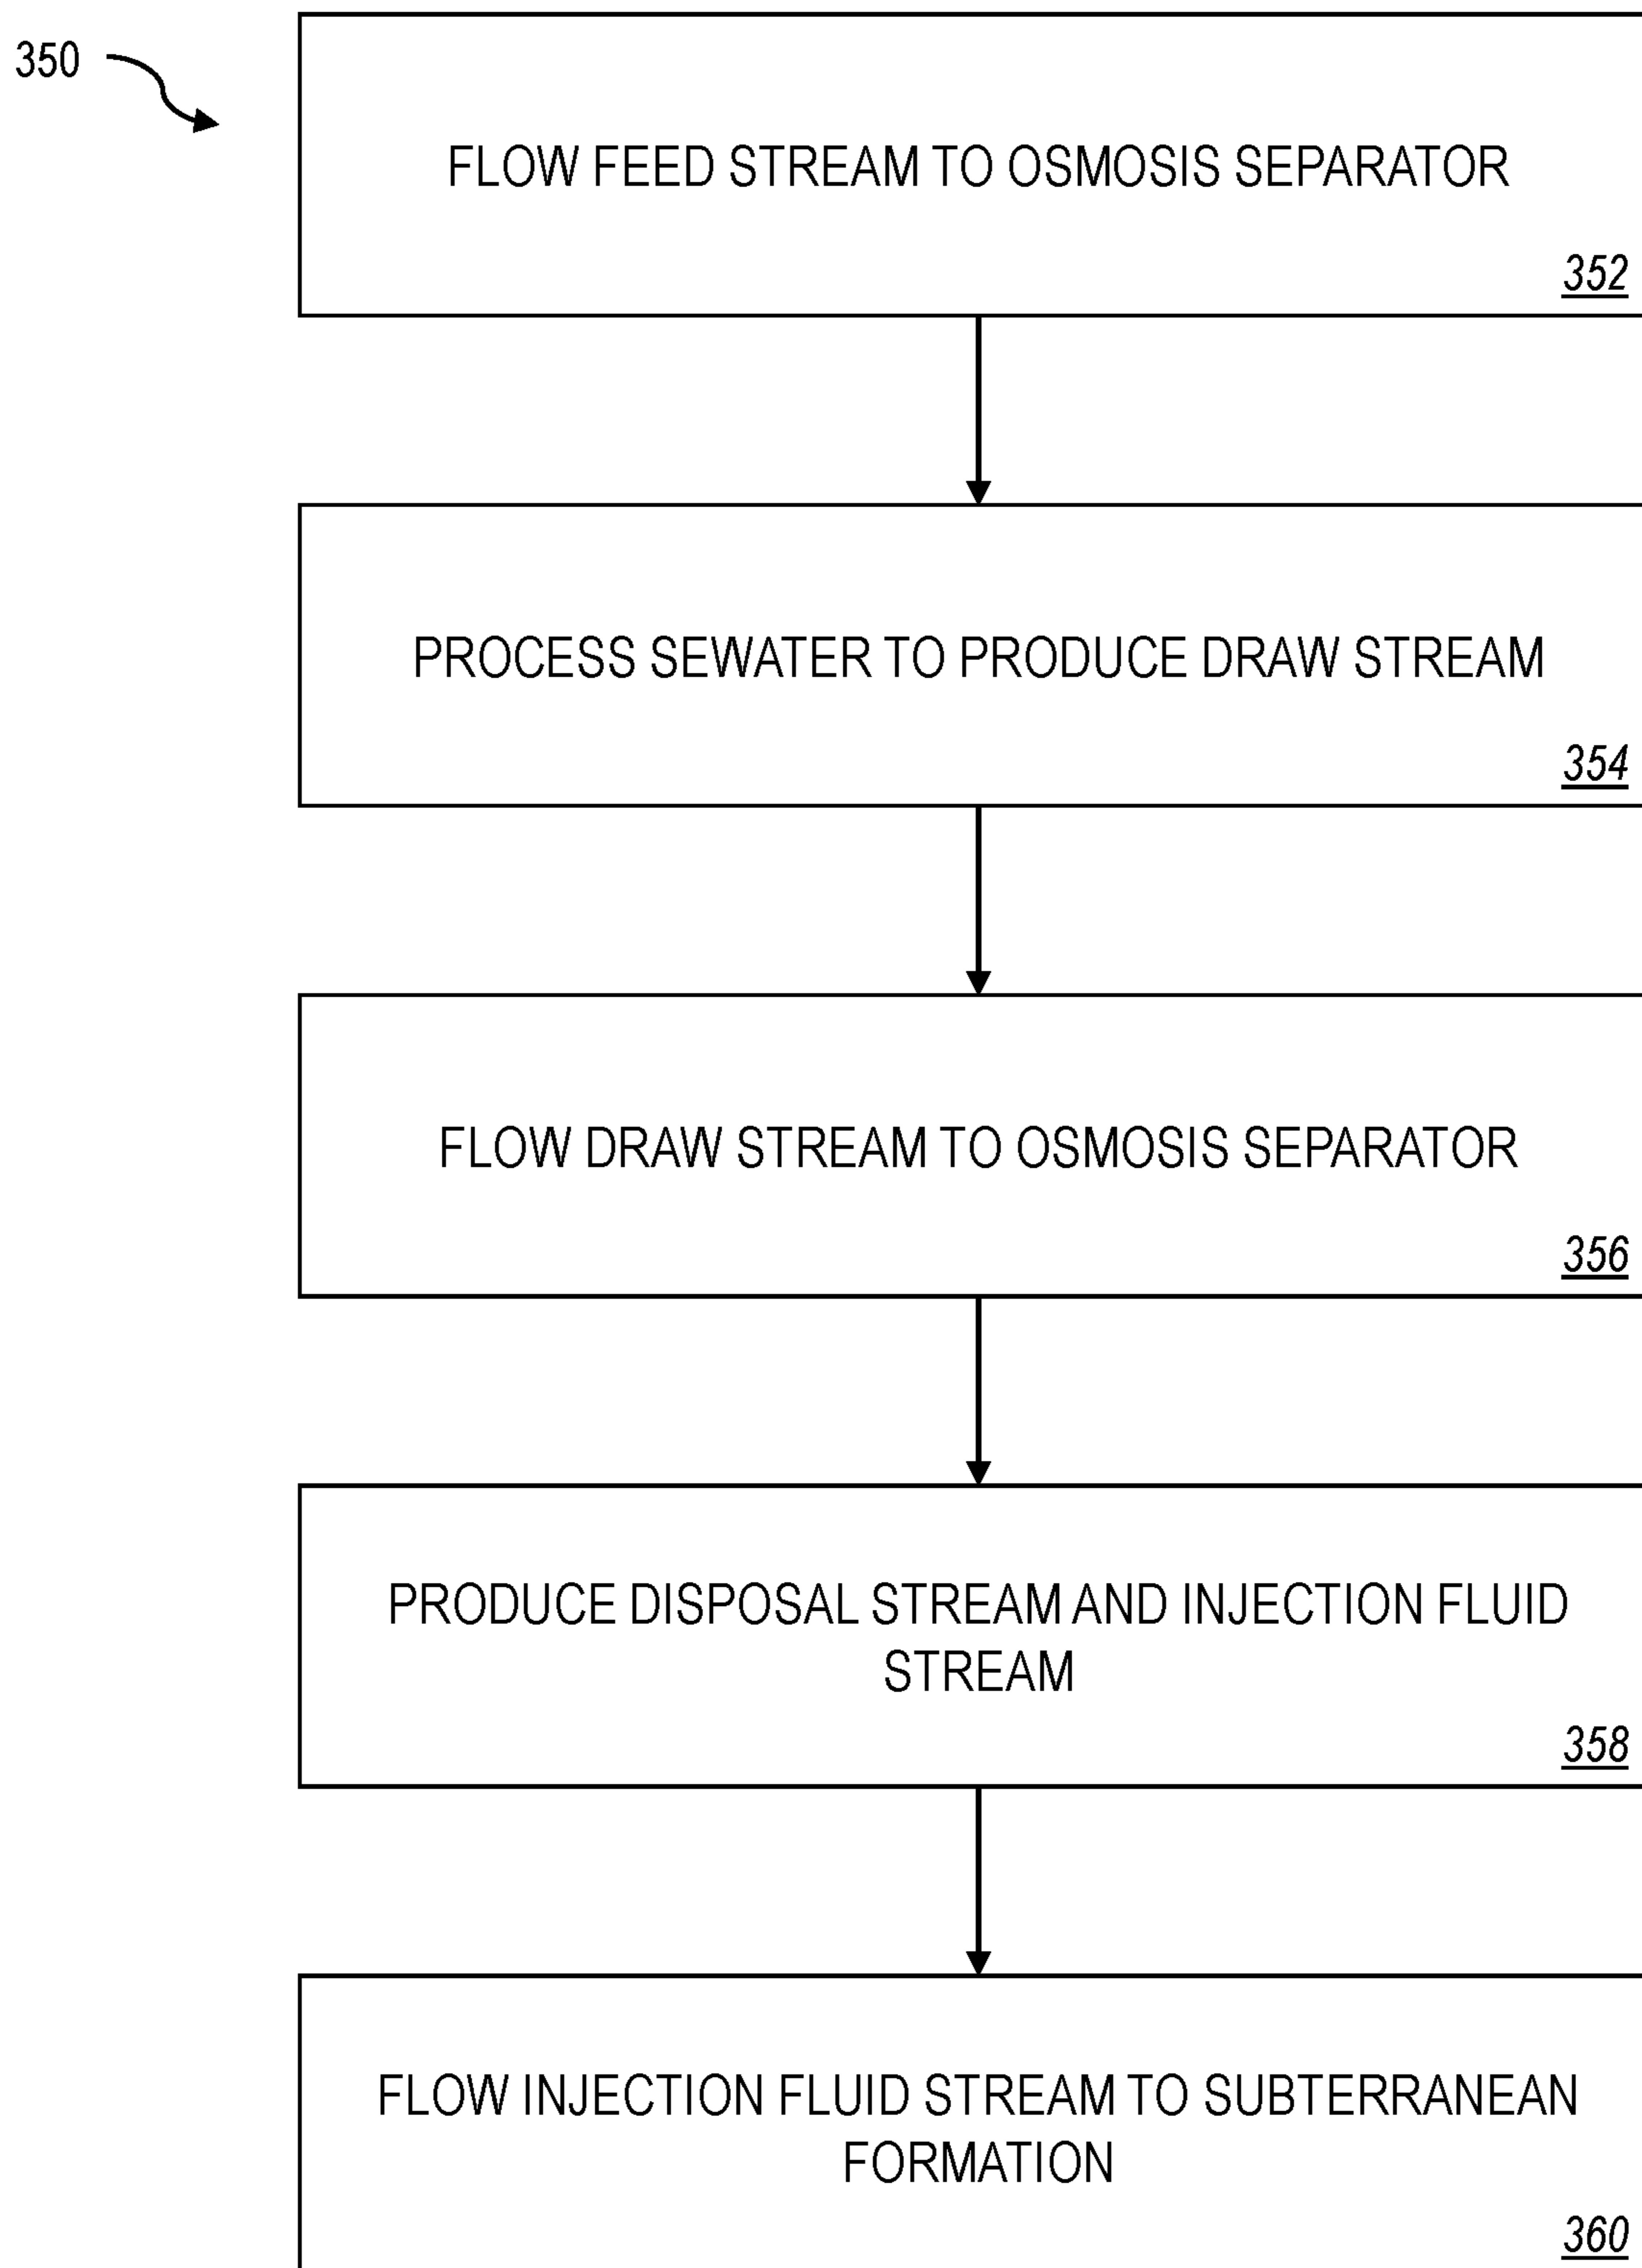 350
FLOW FEED STREAM TO OSMOSIS SEPARATOR
352
PROCESS SEWATER TO PRODUCE DRAW STREAM
354
FLOW DRAW STREAM TO OSMOSIS SEPARATOR
356
PRODUCE DISPOSAL STREAM AND INJECTION FLUID
STREAM
358
FLOW INJECTION FLUID STREAM TO SUBTERRANEAN
FORMATION
360